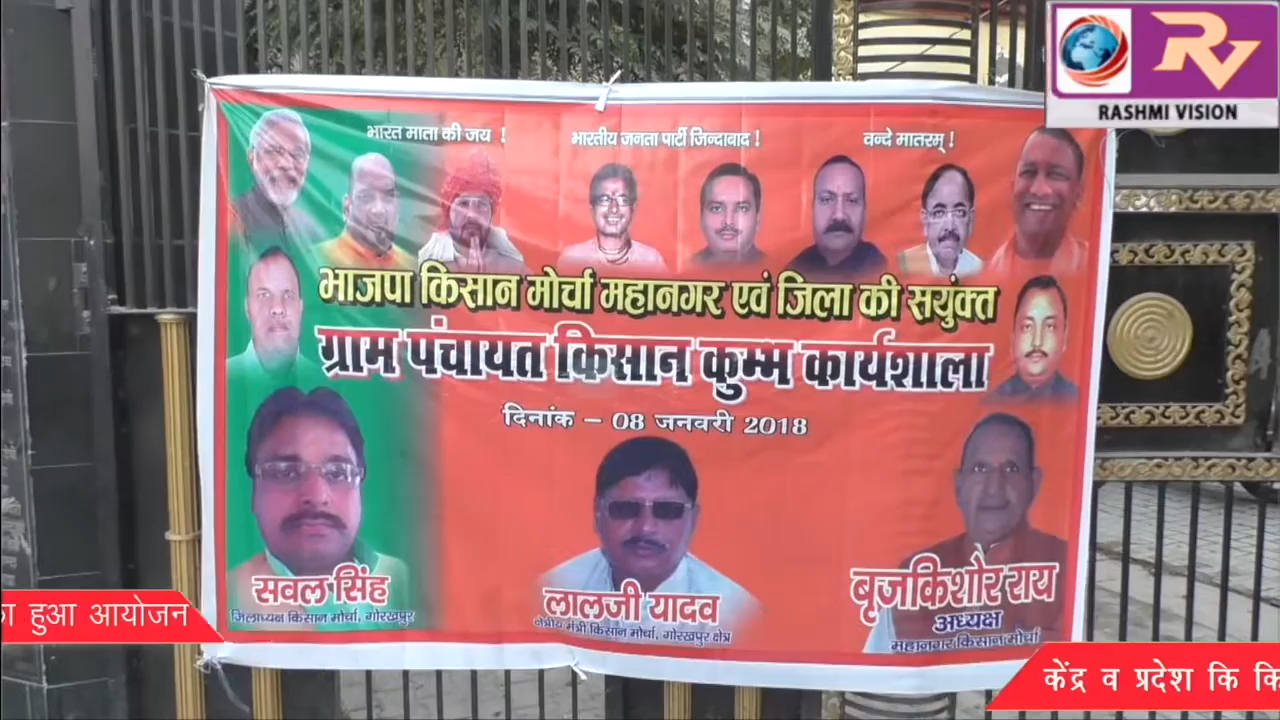 RV
RASHMI VISION
भारत माता की जय !
भारतीय जनता पार्टी जिन्दाबाद !
वन्दे मातरम् !
भाजपा किसान मोर्चा महानगर एवं जिला की सयुंक्त
ग्राम पंचायत किसान कुम्भ कार्यशाला
दिनांक – 08 जनवरी 2018
सवल सिंह
जिलाध्यक्ष किसान मोर्चा, गोरखपुर
लालजी यादव
क्षेत्रीय मंत्री किसान मोर्चा, गोरखपुर क्षेत्र
बृजकिशोर राय
अध्यक्ष
महानगर किसान मोर्चा
हुआ आयोजन
केंद्र व प्रदेश कि